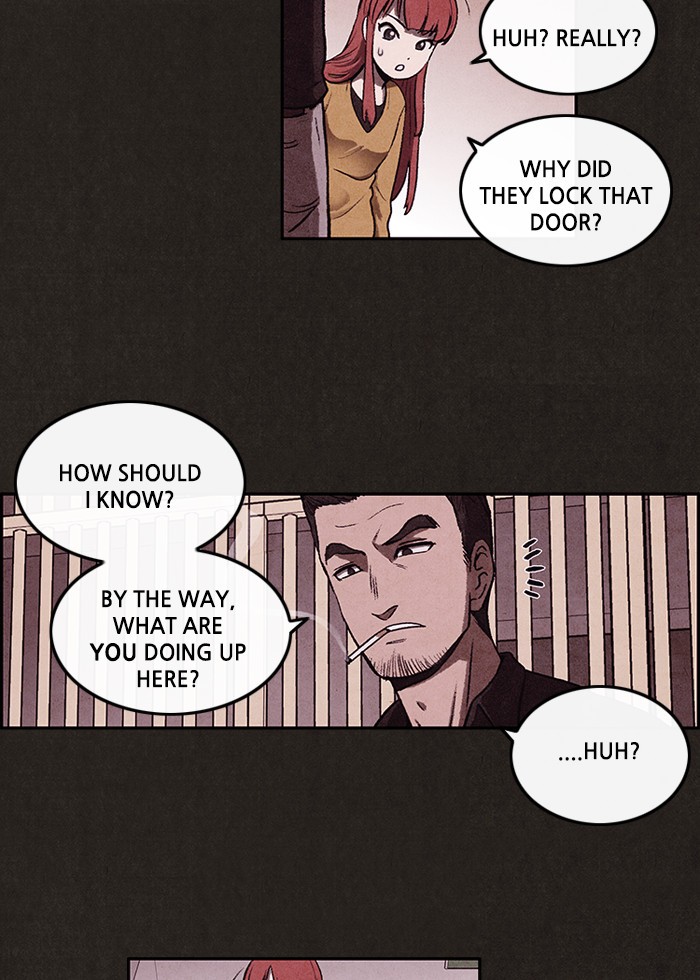 HUH? REALLY?
WHY DID
THEY LOCK THAT
DOOR?
HOW SHOULD
I KNOW?
BY THE WAY,
WHAT ARE
YOU DOING UP
HERE?
....HUH?